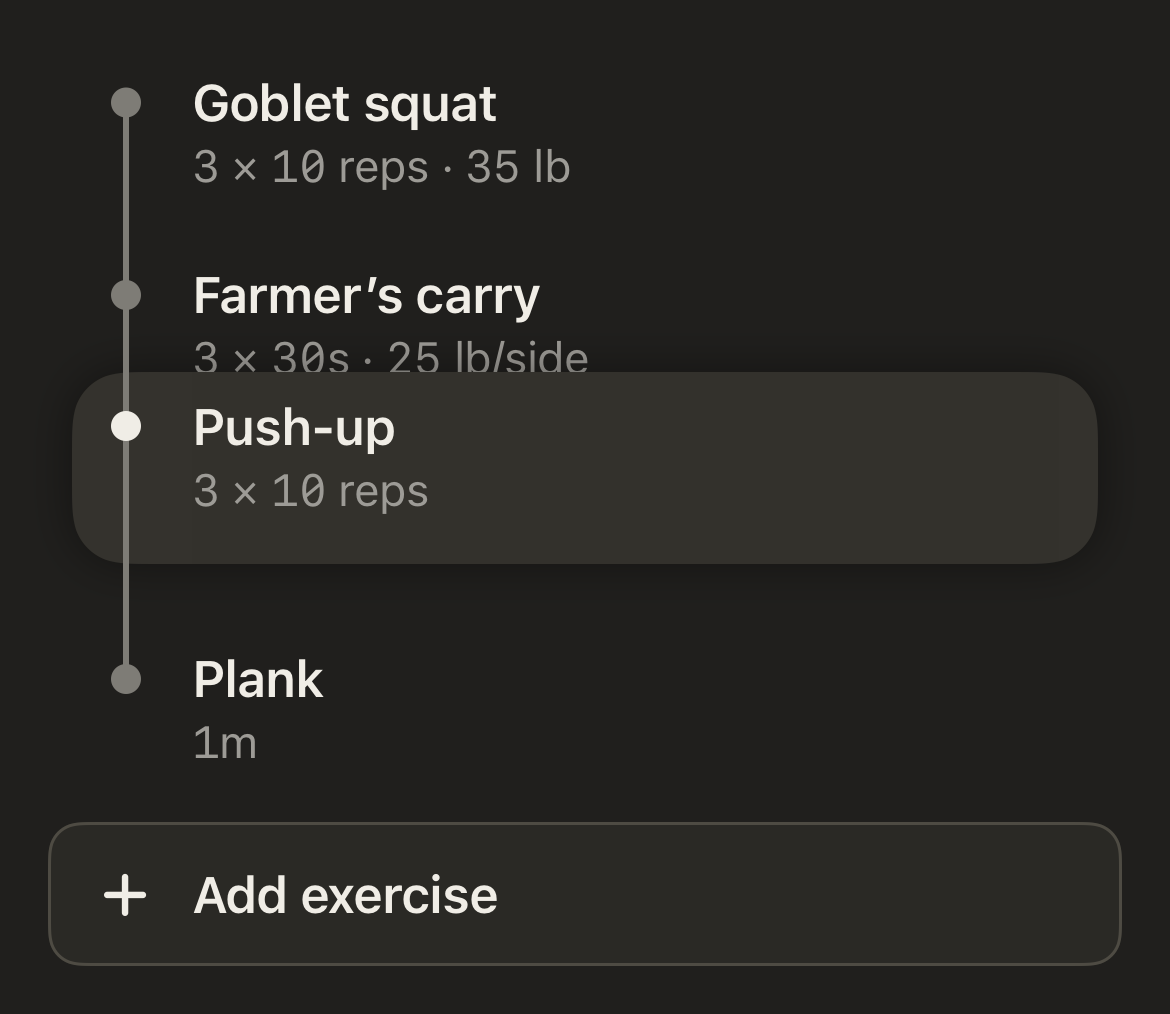 Goblet squat
3 × 10 reps · 35 lb
Farmer’s carry
3 × 30s · 25 lb/side
Push-up
3 × 10 reps
Plank
1m
Add exercise